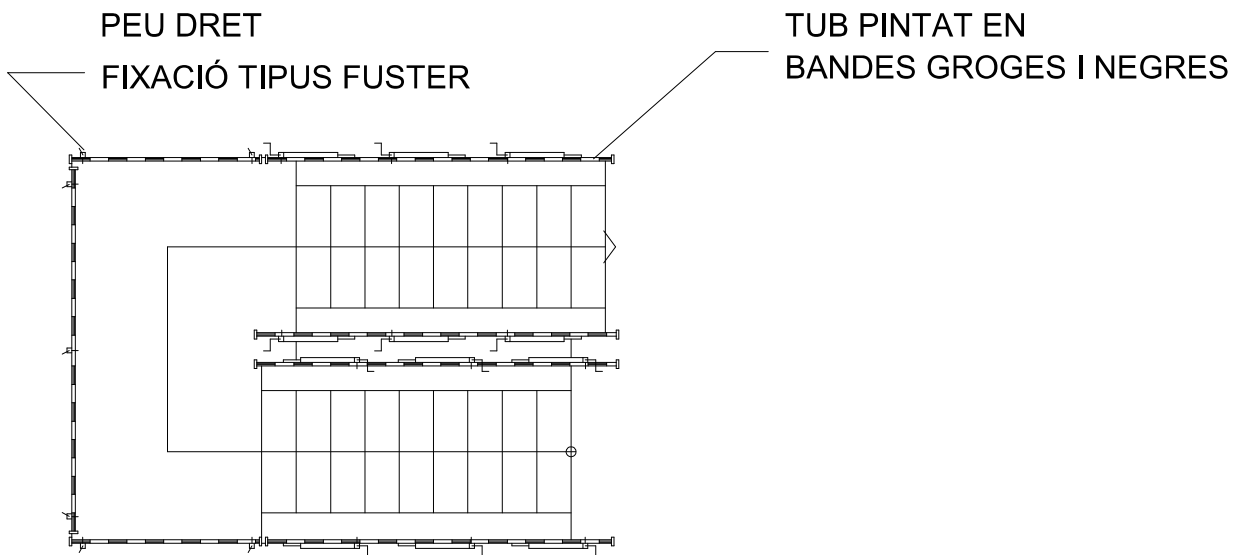 PEU DRET
FIXACIÓ TIPUS FUSTER
TUB PINTAT EN
BANDES GROGES I NEGRES